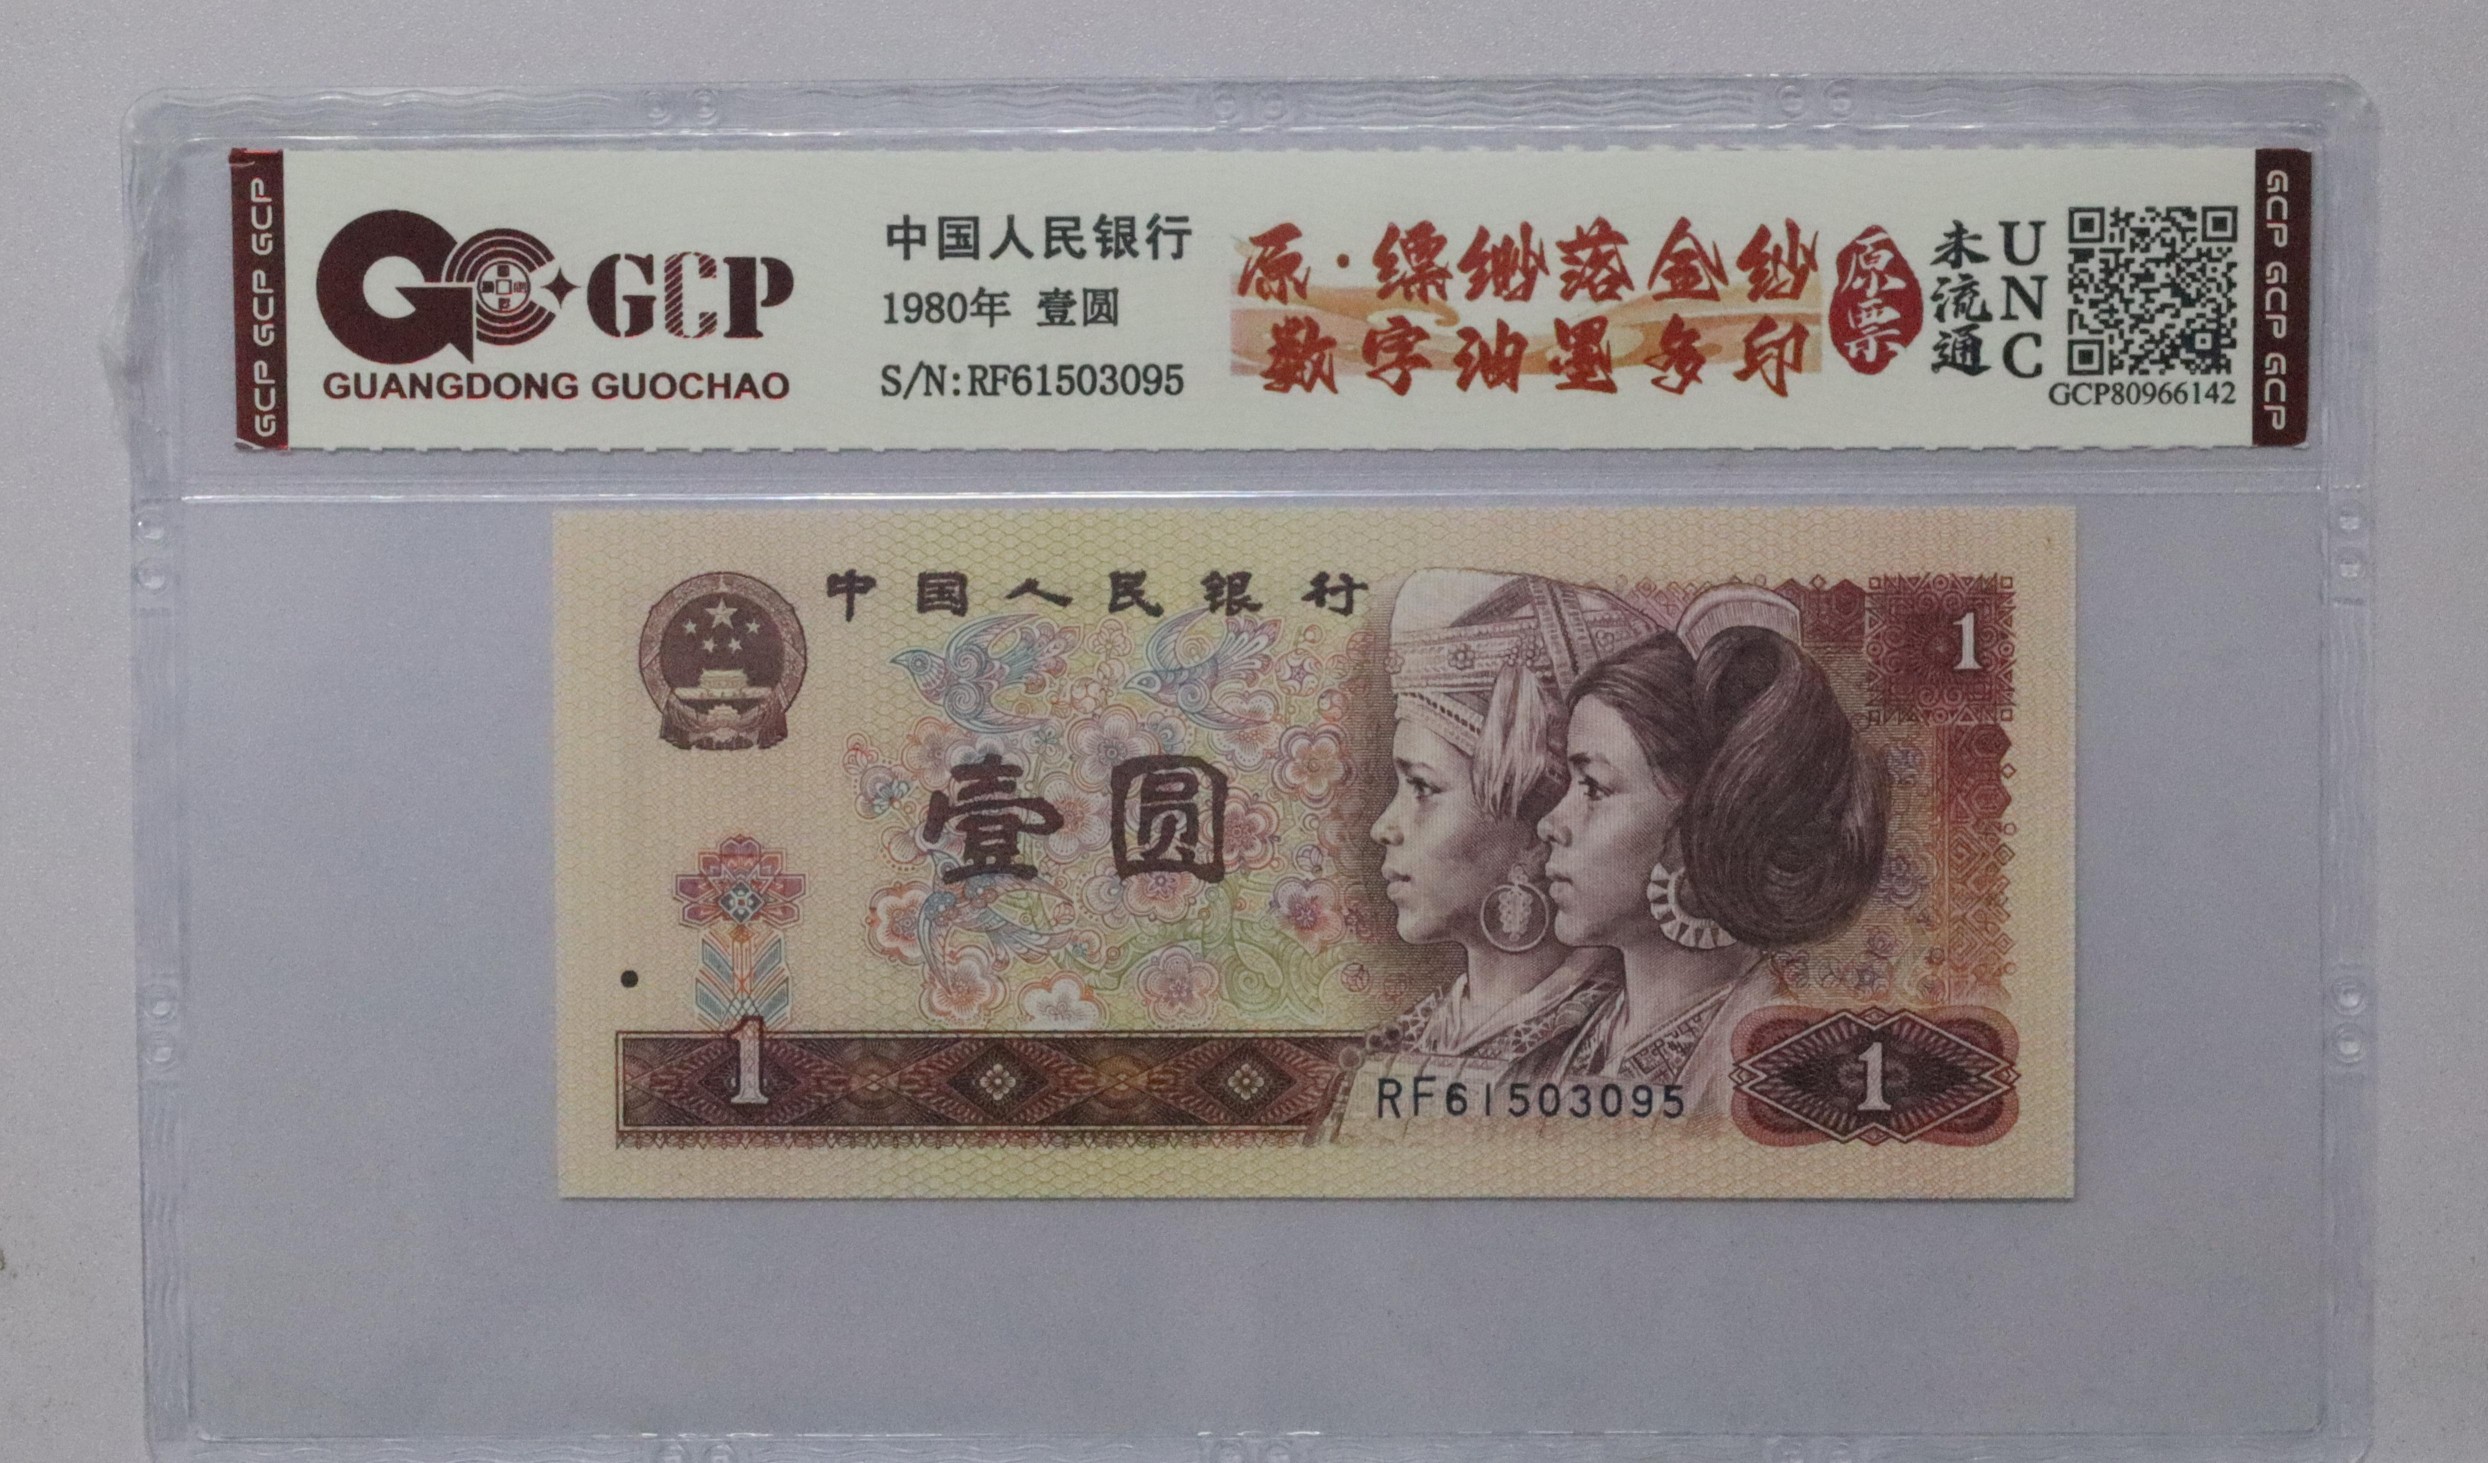 GCP GCP GCP
GCP
GUANGDONG GUOCHAO
中国人民银行
1980年 壹圆
S/N:RF61503095
原·缥缈落金纱
数字油墨多印
原票
未流通
UNC
GCP80966142
GCP GCP GCP
中国人民银行
1
壹圆
1
RF61503095
1